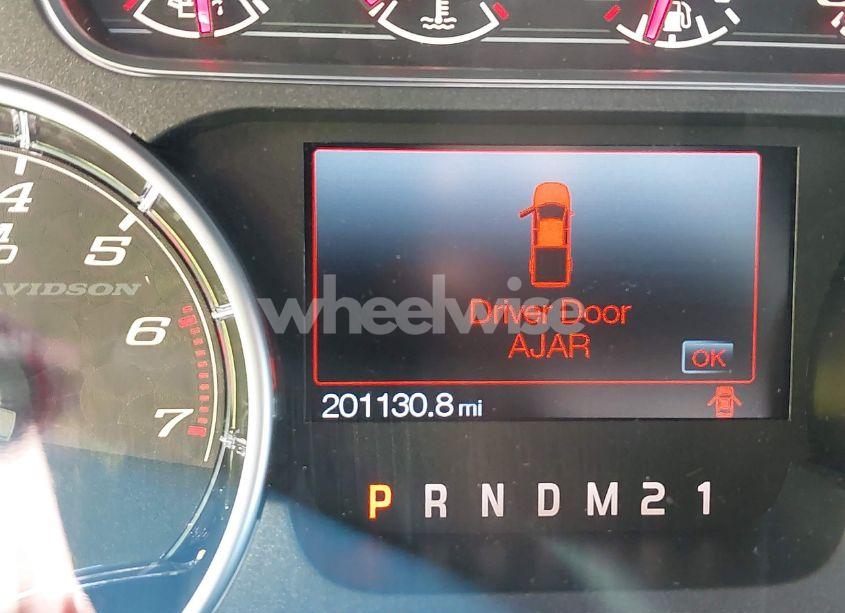 4
5
AVIDSON
6
7
wheelwise
Driver Door
AJAR
OK
201130.8 mi
P R N D M 2 1